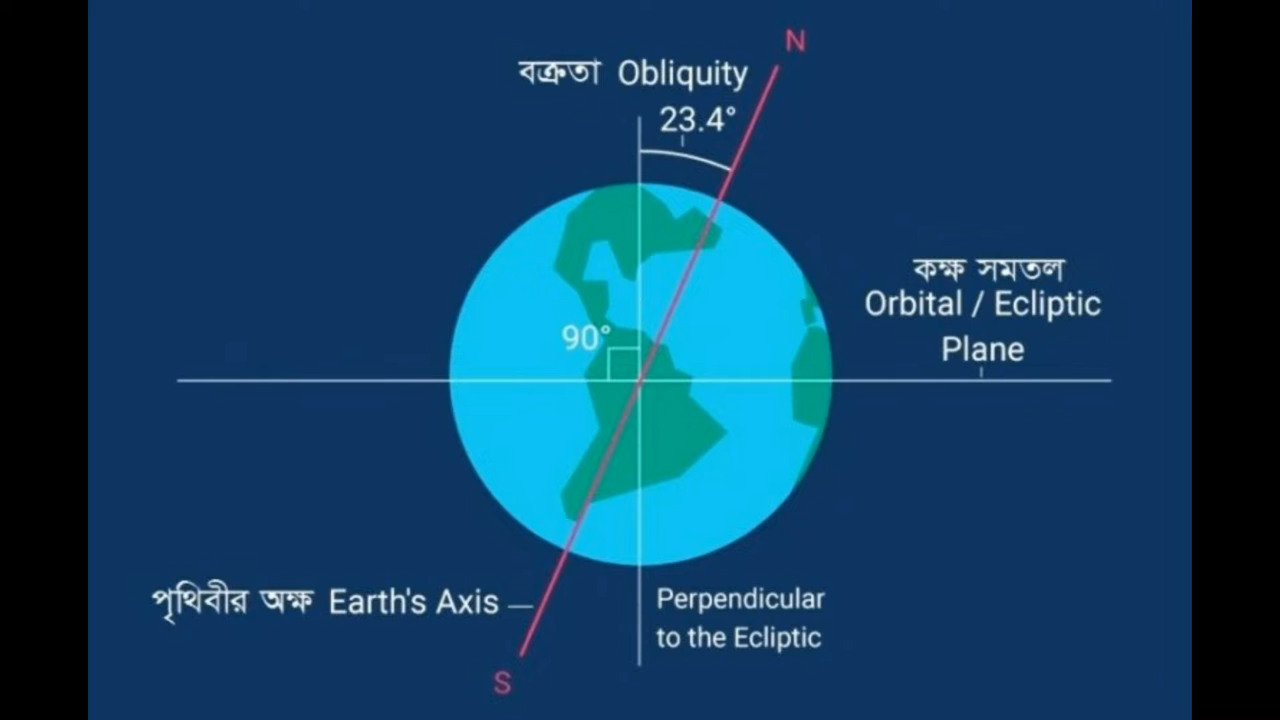 N
বক্রতা Obliquity
23.4°
কক্ষ সমতল
Orbital / Ecliptic
Plane
90°
পৃথিবীর অক্ষ Earth's Axis
Perpendicular
to the Ecliptic
S